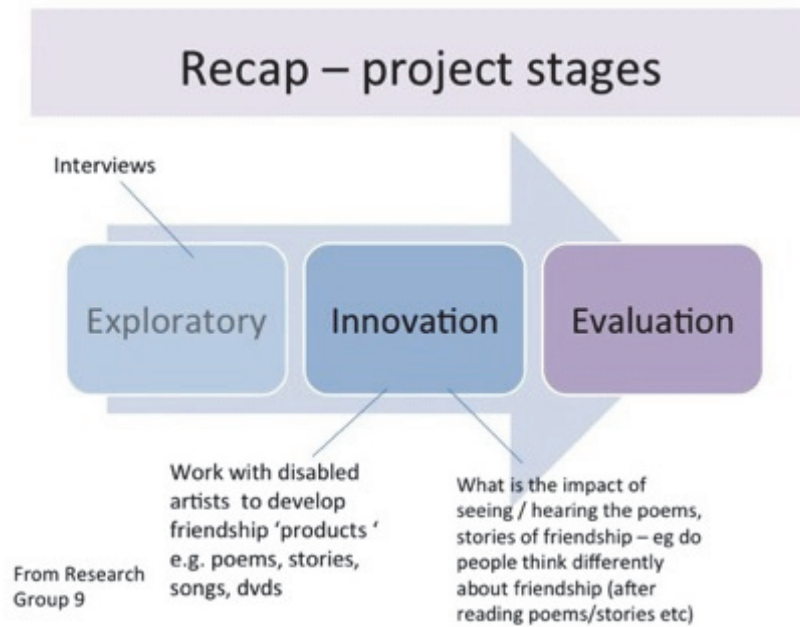 Recap – project stages
Interviews
Exploratory
Innovation
Evaluation
Work with disabled
artists to develop
friendship ‘products ‘
e.g. poems, stories,
songs, dvds
What is the impact of
seeing / hearing the poems,
stories of friendship – eg do
people think differently
about friendship (after
reading poems/stories etc)
From Research
Group 9